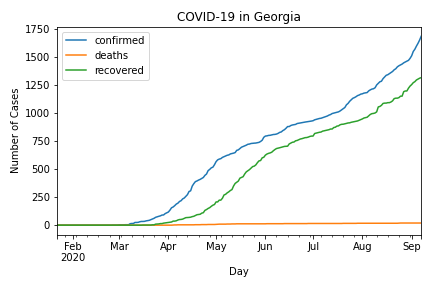 COVID-19 in Georgia
confirmed
deaths
recovered
Number of Cases
1750
1500
1250
1000
750
500
250
0
Feb Mar Apr May Jun Jul Aug Sep
2020
Day